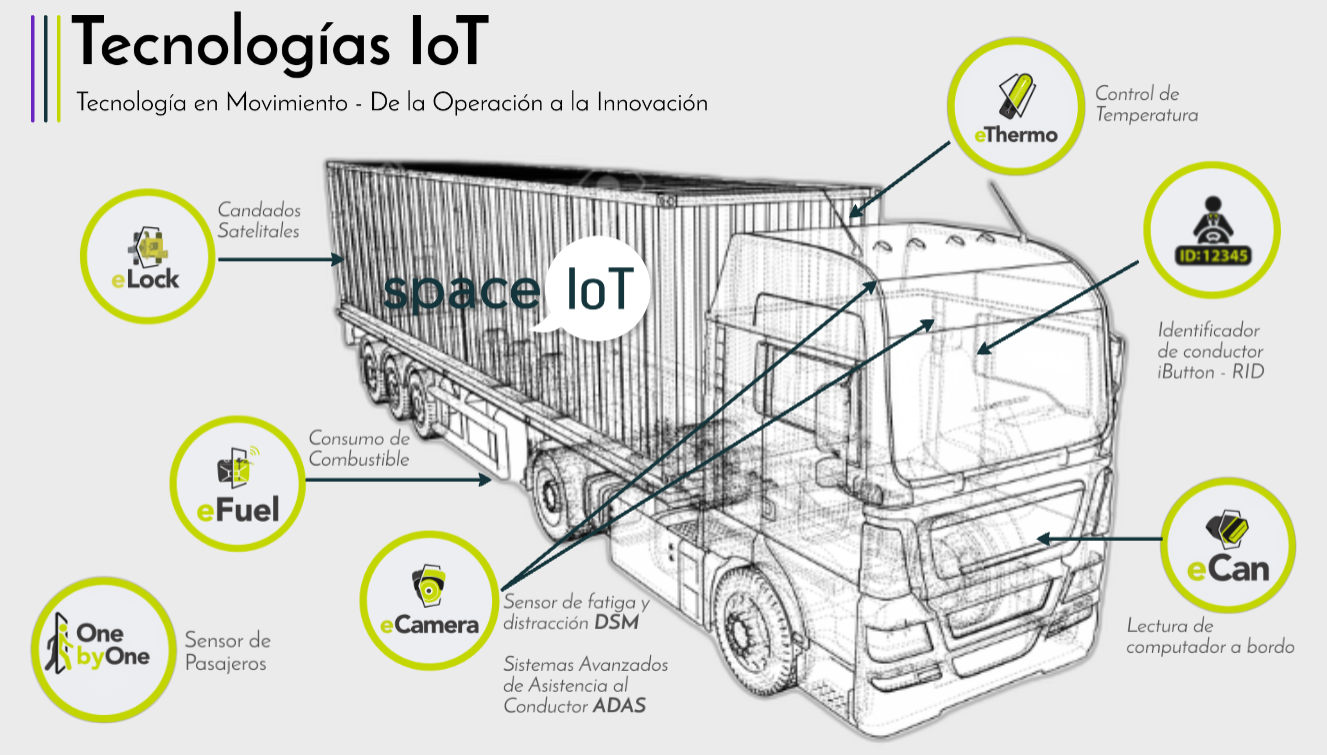 Tecnologías IoT
Tecnología en Movimiento - De la Operación a la Innovación
eThermo
Control de
Temperatura
eLock
Candados
Satelitales
ID:12345
Identificador
de conductor
iButton - RID
space IoT
eFuel
Consumo de
Combustible
eCamera
Sensor de fatiga y
distracción DSM
Sistemas Avanzados
de Asistencia al
Conductor ADAS
eCan
Lectura de
computador a bordo
One
byOne
Sensor de
Pasajeros